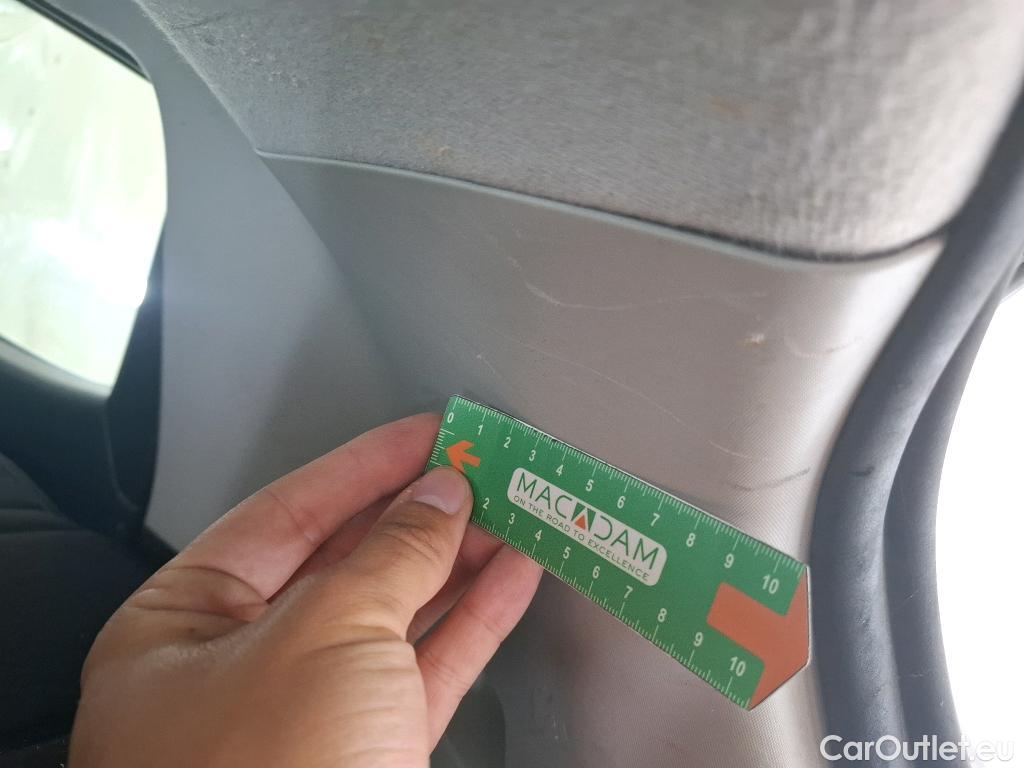 0 1 2 3 4 5 6 7 8 9 10
MACADAM
ON THE ROAD TO EXCELLENCE
2 3 4 5 6 7 8 9 10
CarOutlet.eu